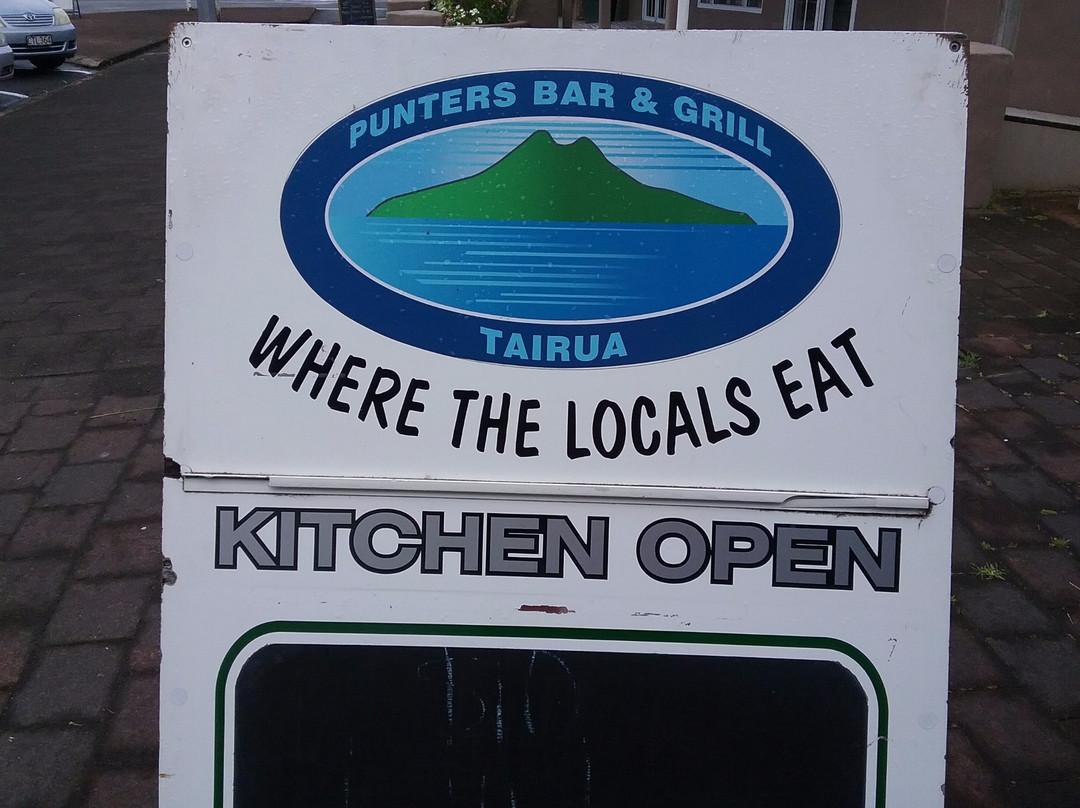 PUNTERS BAR & GRILL
TAIRUA
WHERE THE LOCALS EAT
KITCHEN OPEN